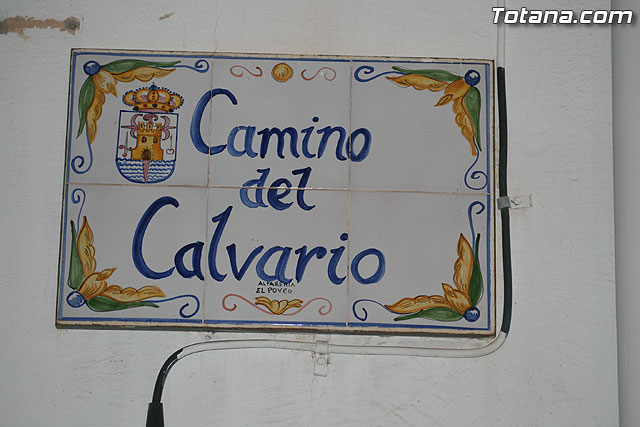 Totana.com
Camino
del
Calvario
ALFARERIA
EL POVEO